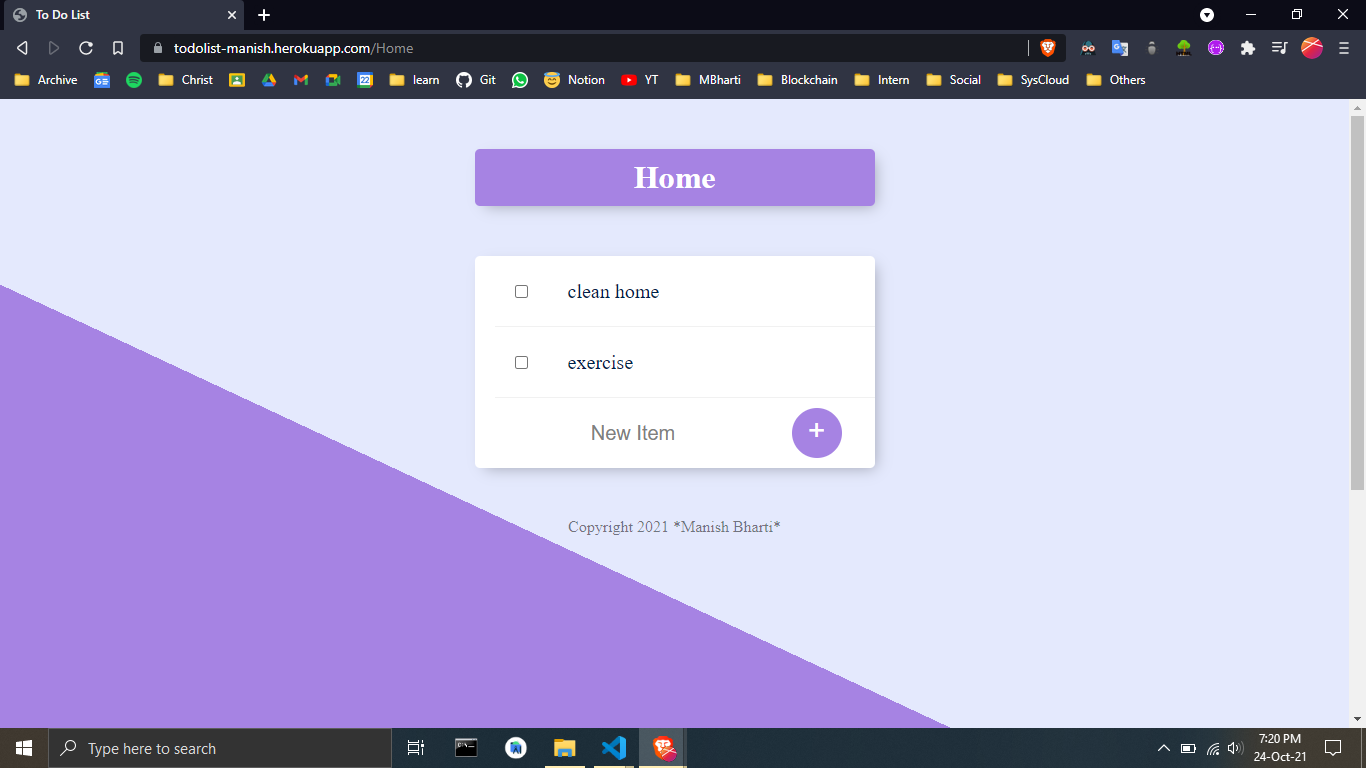 To Do List
todolist-manish.herokuapp.com/Home
Archive Christ 22 learn Git Notion YT MBharti Blockchain Intern Social SysCloud Others
Home
clean home
exercise
New Item +
Copyright 2021 *Manish Bharti*
Type here to search
7:20 PM
24-Oct-21